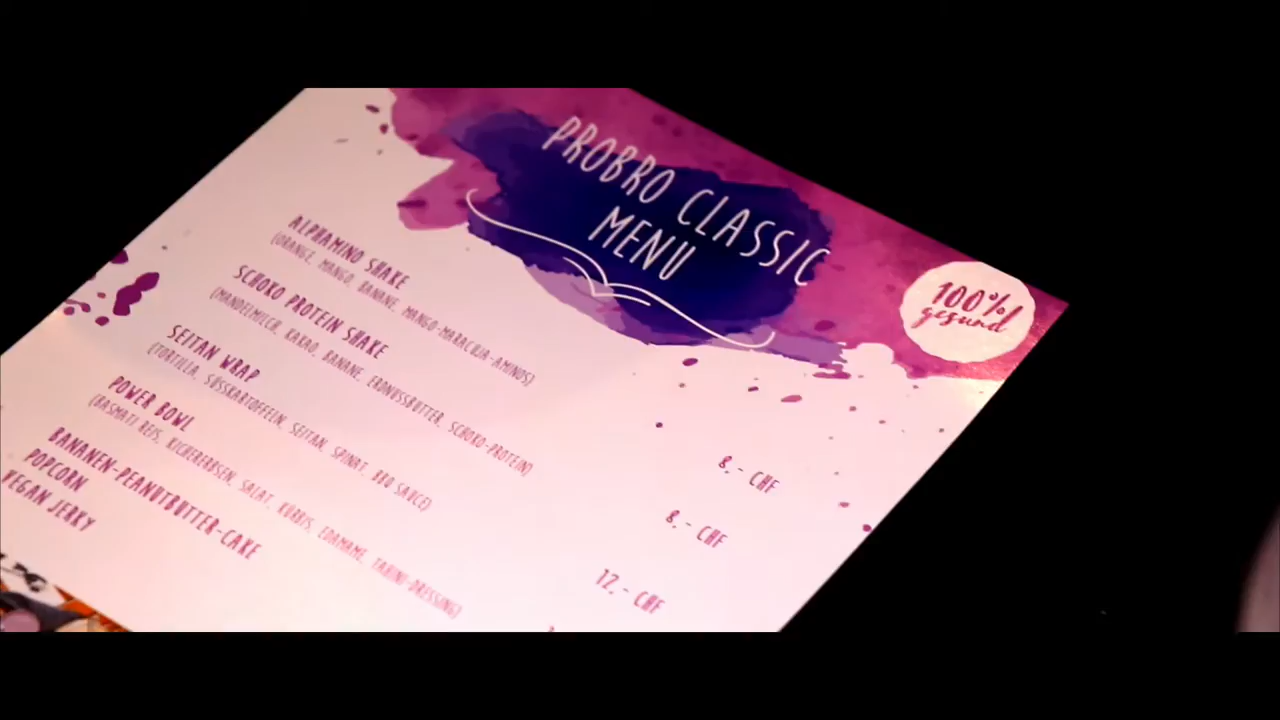 PROBRO CLASSIC
MENU
100%
gesund
ALPHAMINO SHAKE
(ORANGE, MANGO, BANANE, MANGO-MARACUJA-AMINOS)
8,- CHF
SCHOKO PROTEIN SHAKE
(MANDELMILCH, KAKAO, BANANE, ERDNUSSBUTTER, SCHOKO-PROTEIN)
8,- CHF
SEITAN WRAP
(TORTILLA, SÜSSKARTOFFELN, SEITAN, SPINAT, BBQ SAUCE)
12,- CHF
POWER BOWL
(BASMATI REIS, KICHERERBSEN, SALAT, KÜRBIS, EDAMAME, TAHINI-DRESSING)
BANANEN-PEANUTBUTTER-CAKE
POPCORN
VEGAN JERKY